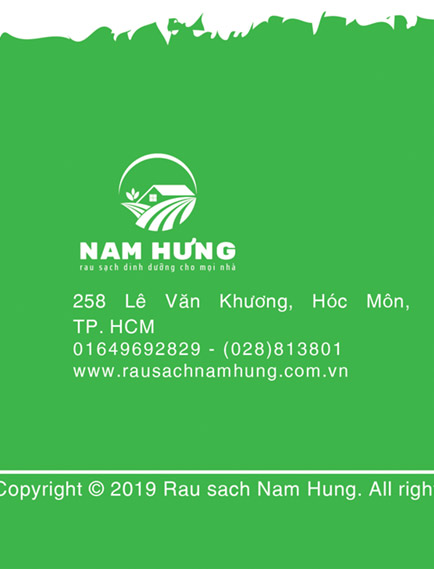 NAM HƯNG
rau sạch dinh dưỡng cho mọi nhà
258 Lê Văn Khương, Hóc Môn,
TP. HCM
01649692829 - (028)813801
www.rausachnamhung.com.vn
Copyright © 2019 Rau sach Nam Hung. All righ